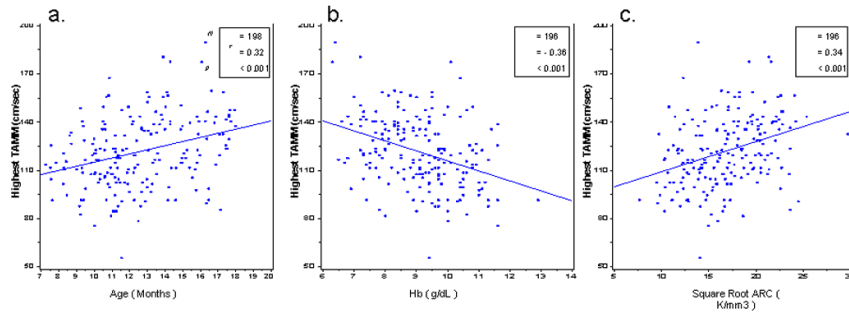 a.
b.
c.
n = 198
r = 0.32
p < 0.001
= 196
= - 0.36
< 0.001
= 196
= 0.34
< 0.001
Highest TAMM (cm/sec)
200
170
140
110
80
50
7 8 9 10 11 12 13 14 15 16 17 18 19 20
Age ( Months )
Highest TAMM (cm/sec)
200
170
140
110
80
50
6 8 10 12 14
Hb ( g/dL )
Highest TAMM (cm/sec)
200
170
140
110
80
50
5 10 15 20 25 30
Square Root ARC (
K/mm3 )